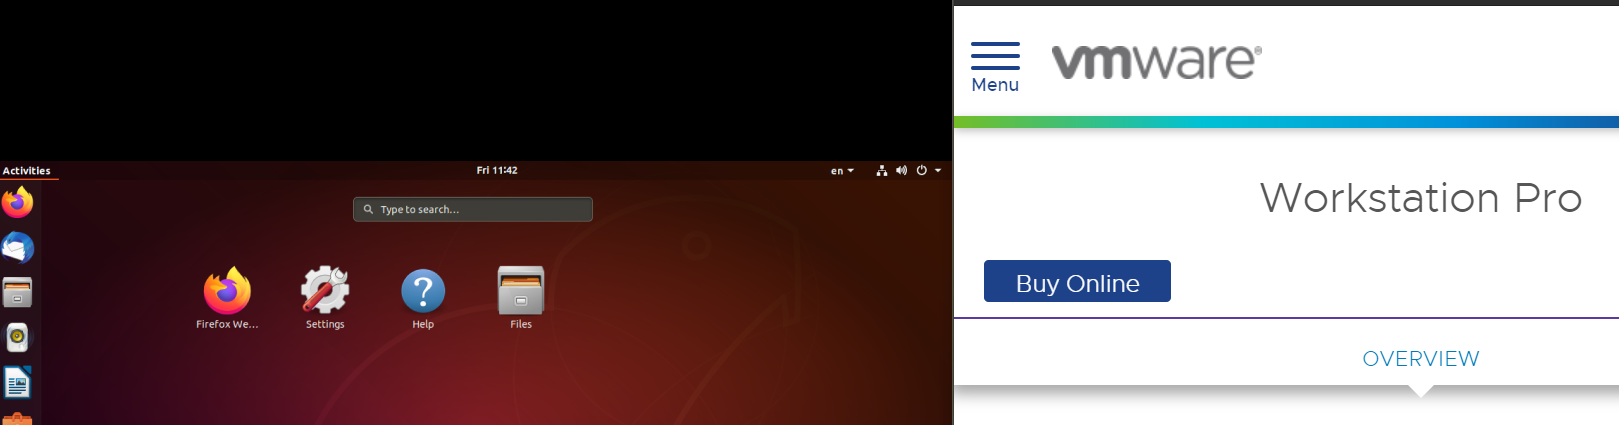 Activities
Fri 11:42
en
Type to search...
Firefox We...
Settings
Help
Files
Menu
vmware®
Workstation Pro
Buy Online
OVERVIEW